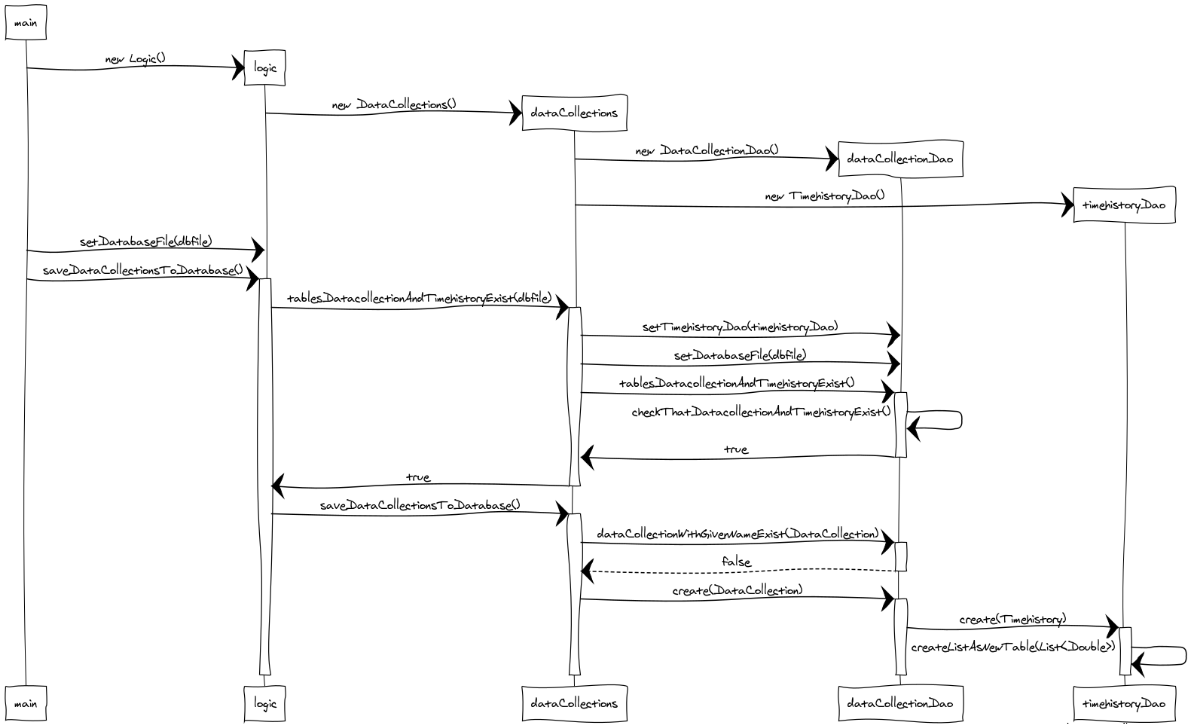 main
new Logic()
logic
new DataCollections()
dataCollections
new DataCollectionDao()
dataCollectionDao
new TimehistoryDao()
timehistoryDao
setDatabaseFile(dbfile)
saveDataCollectionsToDatabase()
tablesDatacollectionAndTimehistoryExist(dbfile)
setTimehistoryDao(timehistoryDao)
setDatabaseFile(dbfile)
tablesDatacollectionAndTimehistoryExist()
checkThatDatacollectionAndTimehistoryExist()
true
true
saveDataCollectionsToDatabase()
dataCollectionWithGivenNameExist(DataCollection)
false
create(DataCollection)
create(Timehistory)
createListAsNewTable(List<Double>)
main logic dataCollections dataCollectionDao timehistoryDao